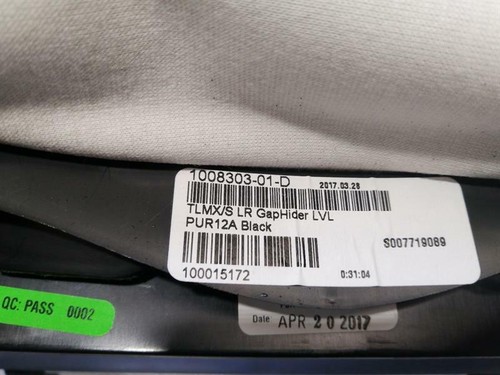 1008303-01-D 2017.03.28
TLMX/S LR GapHider LVL
PUR12A Black
S007719089
100015172 0:31:04
QC: PASS 0002
Date: APR 20 2017